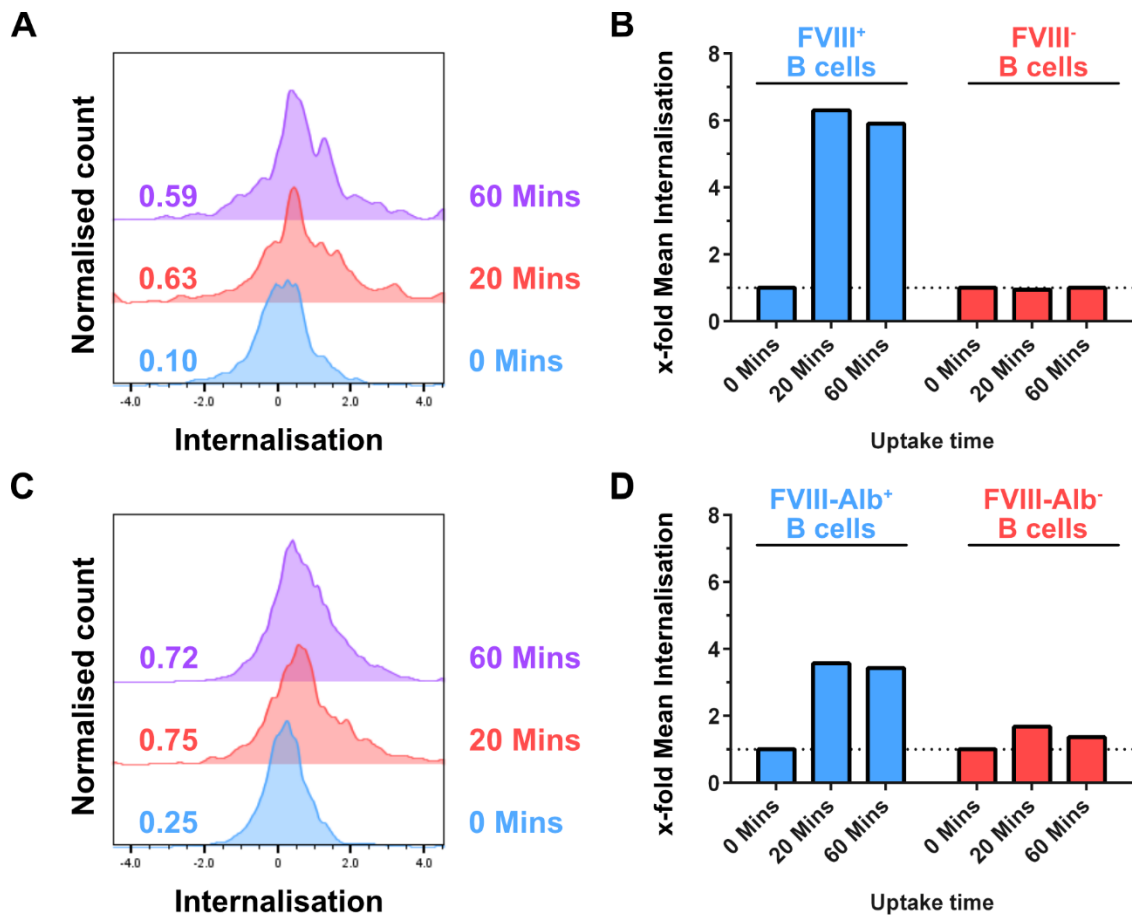 A
Normalised count
0.59
60 Mins
0.63
20 Mins
0.10
0 Mins
-4.0 -2.0 0 2.0 4.0
Internalisation
B
FVIII⁺
B cells
FVIII⁻
B cells
x-fold Mean Internalisation
8
6
4
2
0
0 Mins
20 Mins
60 Mins
0 Mins
20 Mins
60 Mins
Uptake time
C
Normalised count
0.72
60 Mins
0.75
20 Mins
0.25
0 Mins
-4.0 -2.0 0 2.0 4.0
Internalisation
D
FVIII-Alb⁺
B cells
FVIII-Alb⁻
B cells
x-fold Mean Internalisation
8
6
4
2
0
0 Mins
20 Mins
60 Mins
0 Mins
20 Mins
60 Mins
Uptake time